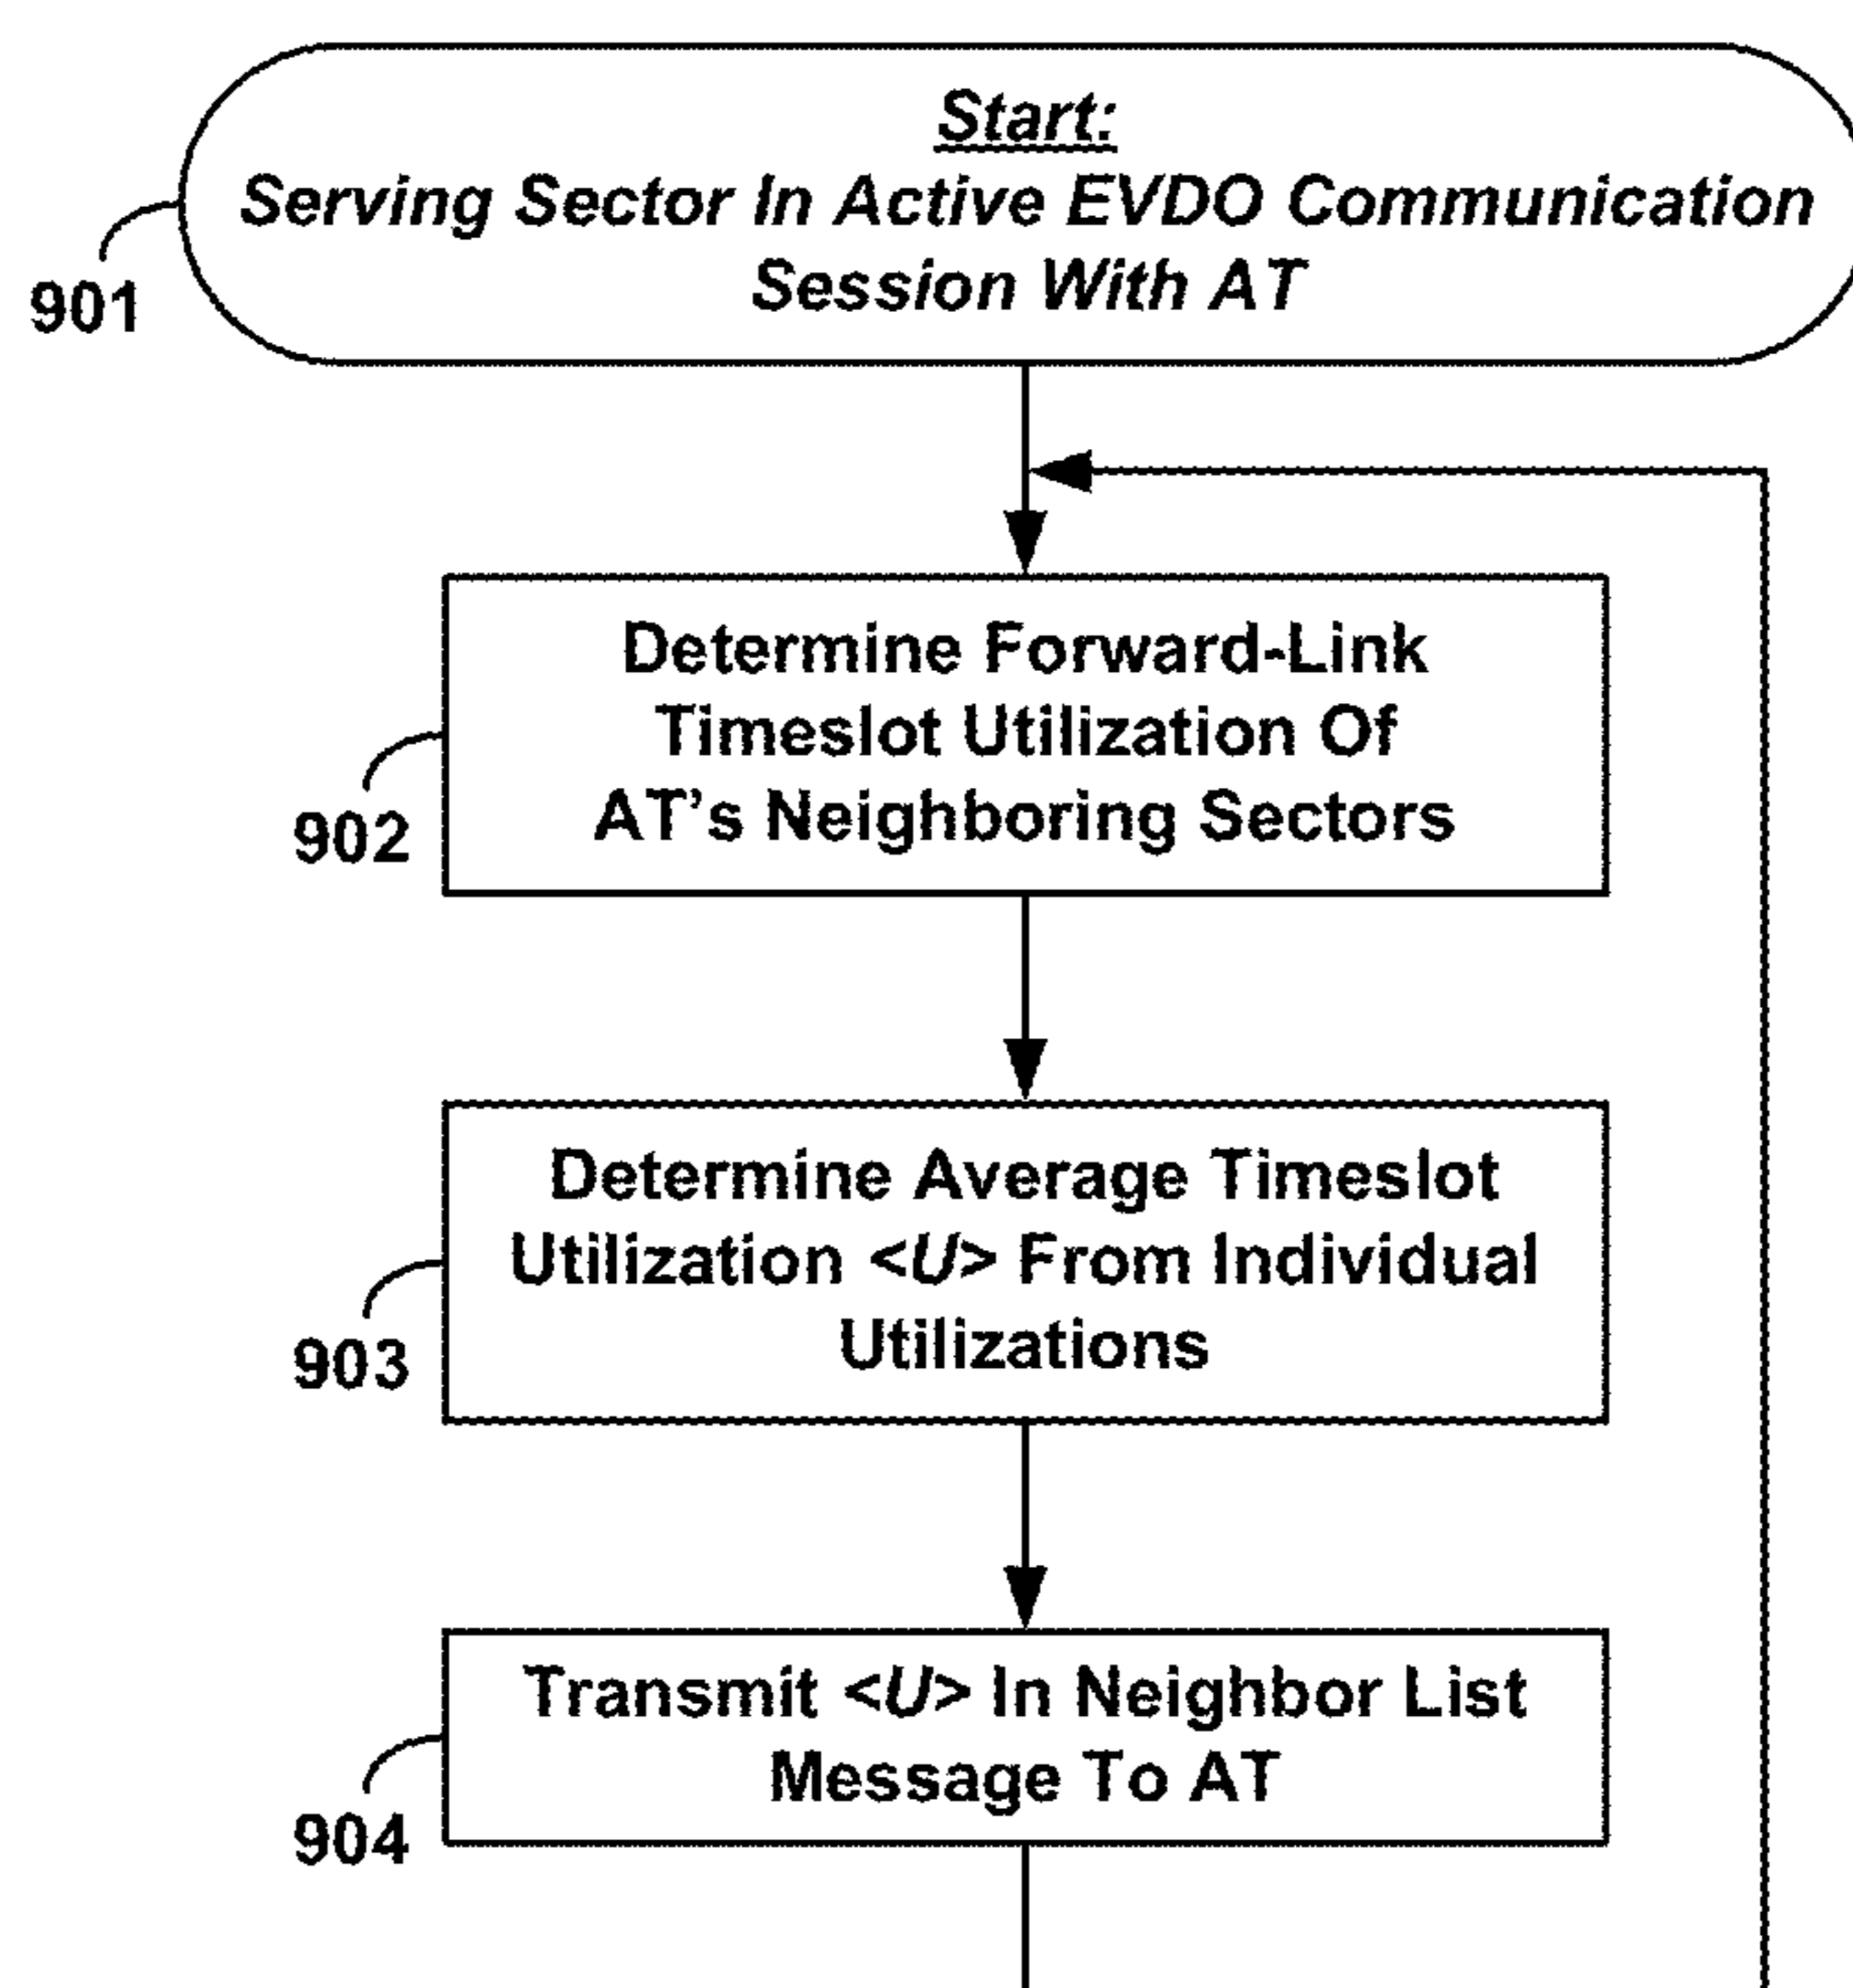 Start:
Serving Sector In Active EVDO Communication
Session With AT
901
Determine Forward-Link
Timeslot Utilization Of
AT's Neighboring Sectors
902
Determine Average Timeslot
Utilization <U> From Individual
Utilizations
903
Transmit <U> In Neighbor List
Message To AT
904